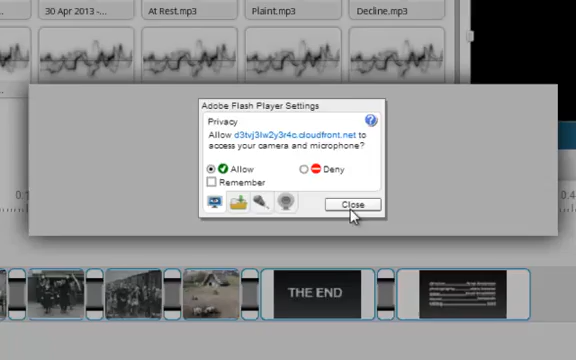 30 Apr 2013 -...
At Rest.mp3
Plaint.mp3
Decline.mp3
Adobe Flash Player Settings
Privacy
Allow d3tvj3lw2y3r4c.cloudfront.net to
access your camera and microphone?
Allow
Deny
Remember
Close
THE END